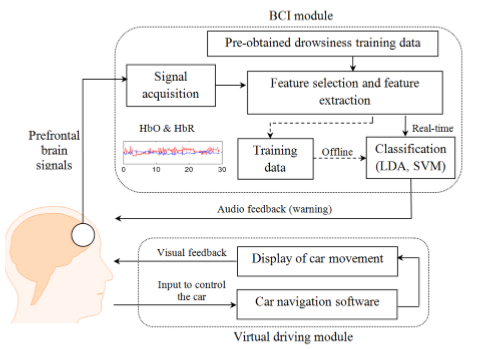 BCI module
Pre-obtained drowsiness training data
Signal
acquisition
Feature selection and feature
extraction
Prefrontal
brain
signals
HbO & HbR
0 10 20 30
Real-time
Training
data
Offline
Classification
(LDA, SVM)
Audio feedback (warning)
Visual feedback
Display of car movement
Input to control
the car
Car navigation software
Virtual driving module